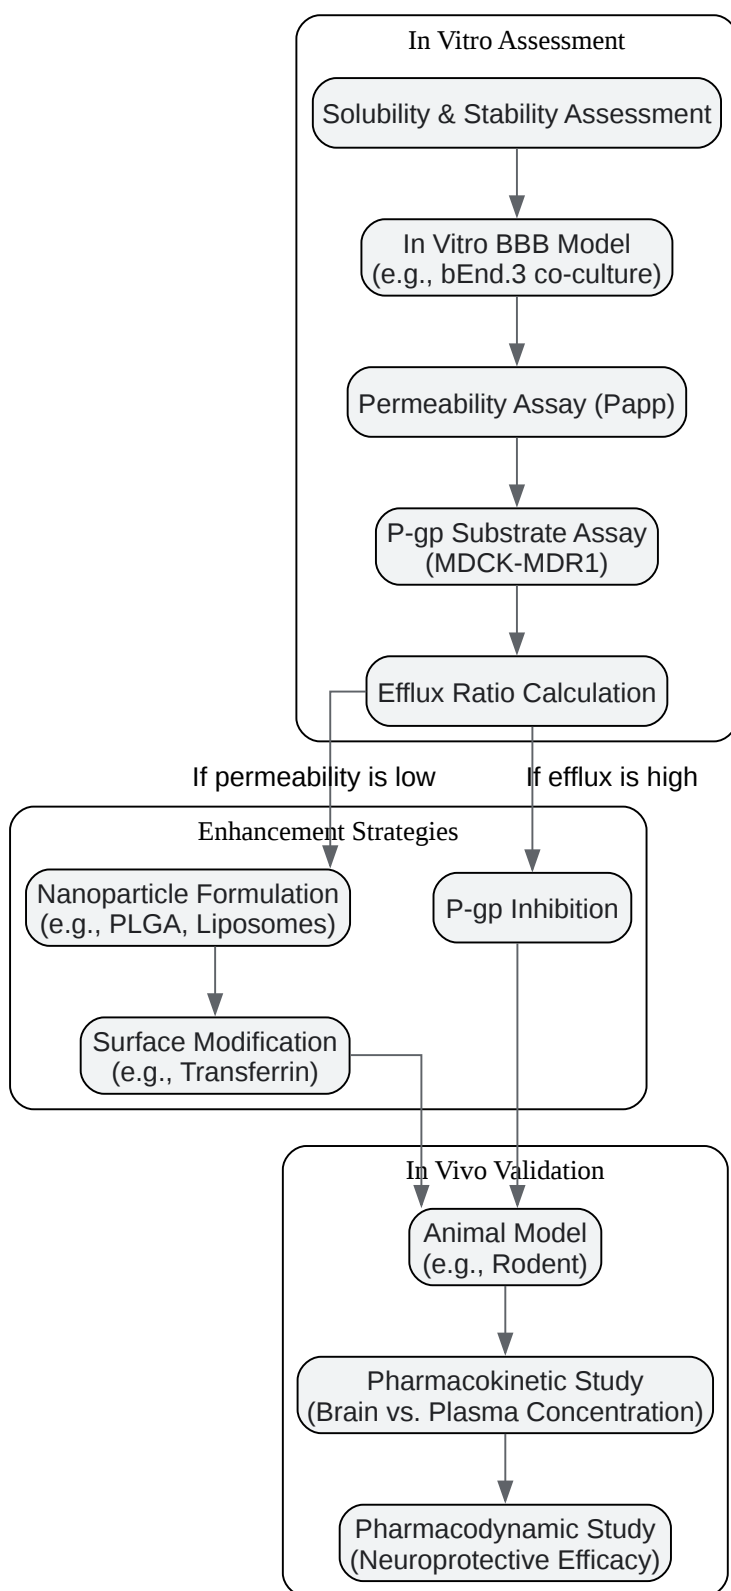 In Vitro Assessment
Solubility & Stability Assessment
In Vitro BBB Model
(e.g., bEnd.3 co-culture)
Permeability Assay (Papp)
P-gp Substrate Assay
(MDCK-MDR1)
Efflux Ratio Calculation
If permeability is low
If efflux is high
Enhancement Strategies
Nanoparticle Formulation
(e.g., PLGA, Liposomes)
P-gp Inhibition
Surface Modification
(e.g., Transferrin)
In Vivo Validation
Animal Model
(e.g., Rodent)
Pharmacokinetic Study
(Brain vs. Plasma Concentration)
Pharmacodynamic Study
(Neuroprotective Efficacy)